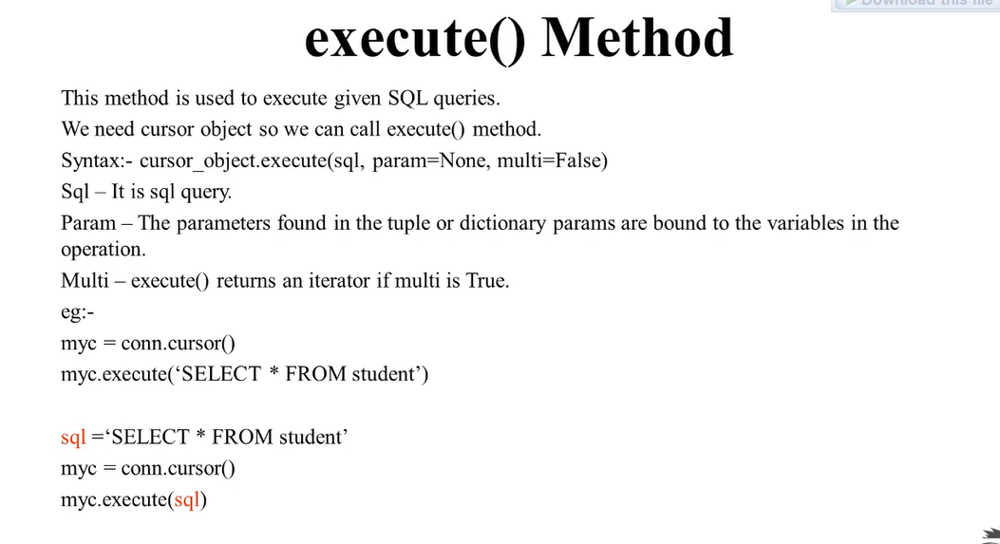 Download this file
execute() Method
This method is used to execute given SQL queries.
We need cursor object so we can call execute() method.
Syntax:- cursor_object.execute(sql, param=None, multi=False)
Sql – It is sql query.
Param – The parameters found in the tuple or dictionary params are bound to the variables in the
operation.
Multi – execute() returns an iterator if multi is True.
eg:-
myc = conn.cursor()
myc.execute(‘SELECT * FROM student’)
sql =‘SELECT * FROM student’
myc = conn.cursor()
myc.execute(sql)